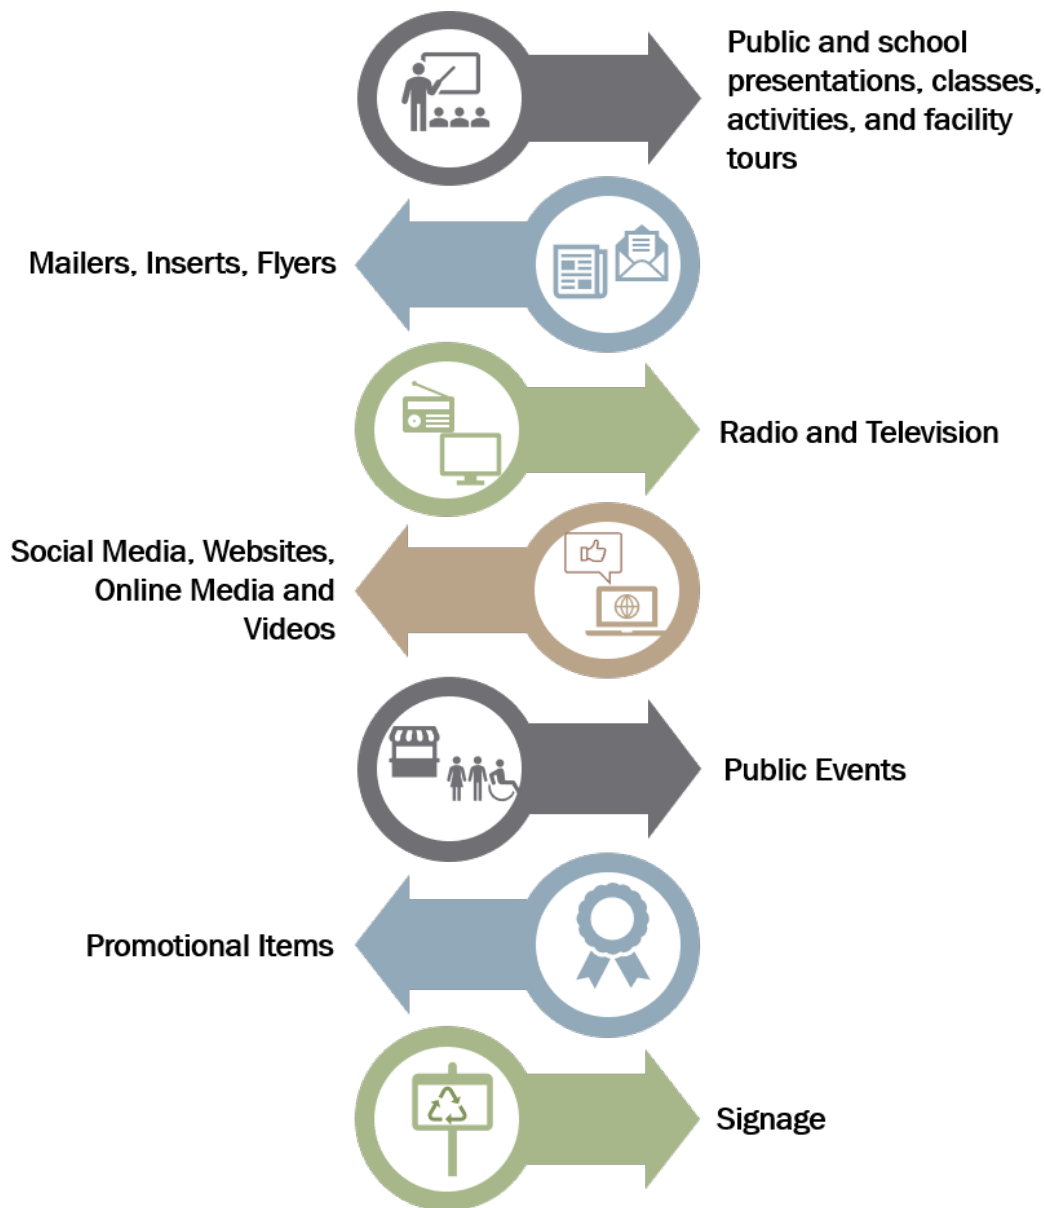 Public and school
presentations, classes,
activities, and facility
tours
Mailers, Inserts, Flyers
Radio and Television
Social Media, Websites,
Online Media and
Videos
Public Events
Promotional Items
Signage